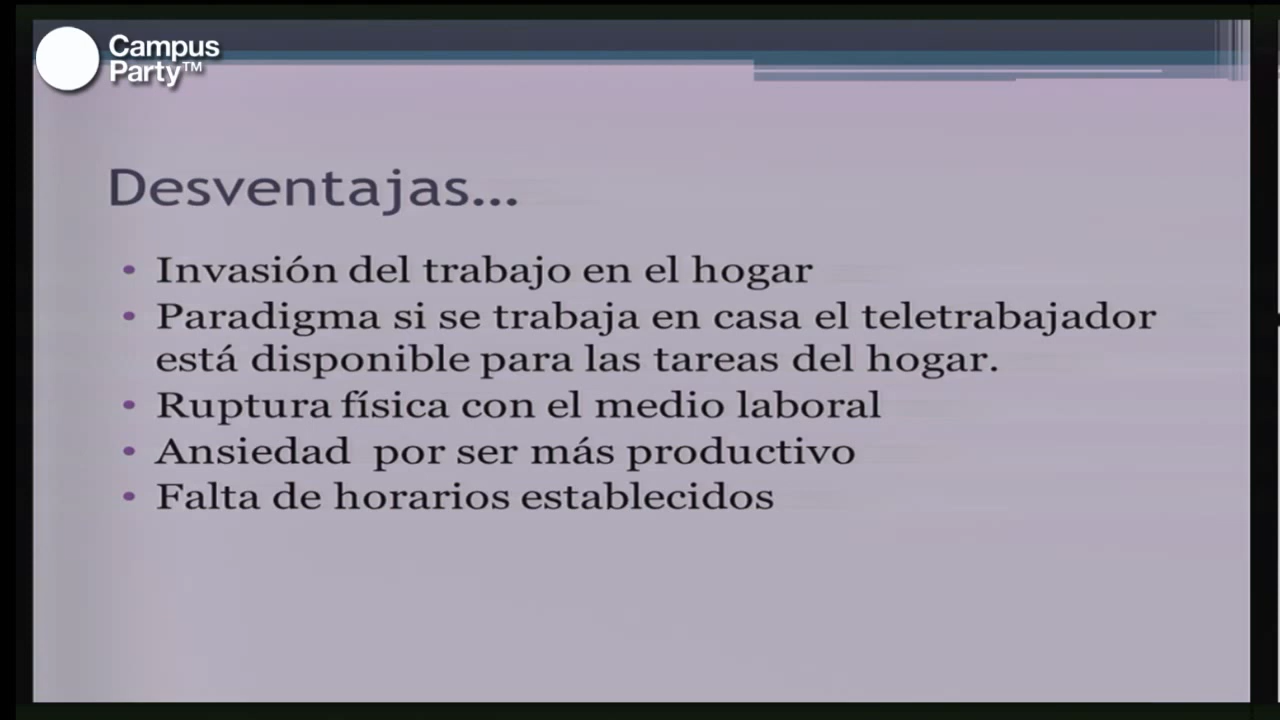 Campus
Party™
Desventajas...
• Invasión del trabajo en el hogar
• Paradigma si se trabaja en casa el teletrabajador
está disponible para las tareas del hogar.
• Ruptura física con el medio laboral
• Ansiedad  por ser más productivo
• Falta de horarios establecidos